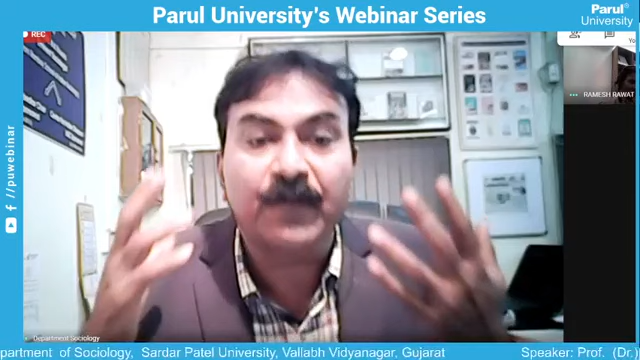 Parul University's Webinar Series
Parul®
University
REC
RAMESH RAWAT
f //puwebinar
Department Sociology
partment of Sociology, Sardar Patel University, Vallabh Vidyanagar, Gujarat
Speaker: Prof. (Dr.)